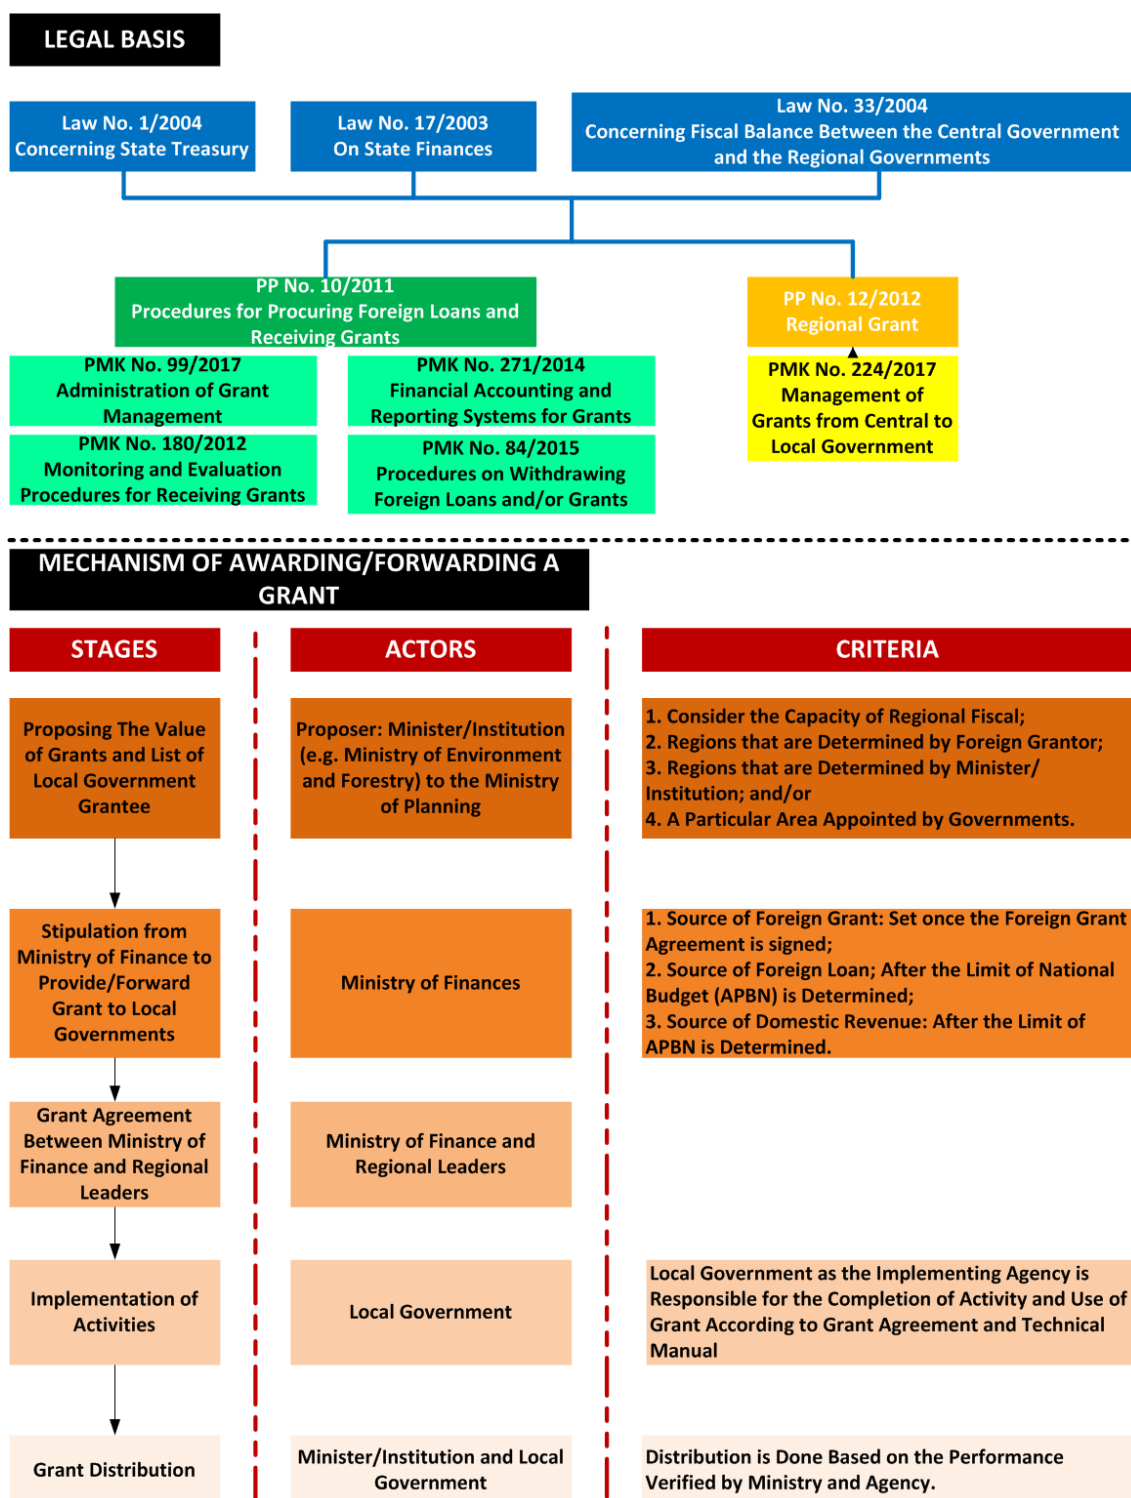 LEGAL BASIS
Law No. 1/2004
Concerning State Treasury
Law No. 17/2003
On State Finances
Law No. 33/2004
Concerning Fiscal Balance Between the Central Government
and the Regional Governments
PP No. 10/2011
Procedures for Procuring Foreign Loans and
Receiving Grants
PP No. 12/2012
Regional Grant
PMK No. 99/2017
Administration of Grant
Management
PMK No. 271/2014
Financial Accounting and
Reporting Systems for Grants
PMK No. 224/2017
Management of
Grants from Central to
Local Government
PMK No. 180/2012
Monitoring and Evaluation
Procedures for Receiving Grants
PMK No. 84/2015
Procedures on Withdrawing
Foreign Loans and/or Grants
MECHANISM OF AWARDING/FORWARDING A
GRANT
STAGES
ACTORS
CRITERIA
Proposing The Value
of Grants and List of
Local Government
Grantee
Proposer: Minister/Institution
(e.g. Ministry of Environment
and Forestry) to the Ministry
of Planning
1. Consider the Capacity of Regional Fiscal;
2. Regions that are Determined by Foreign Grantor;
3. Regions that are Determined by Minister/
Institution; and/or
4. A Particular Area Appointed by Governments.
Stipulation from
Ministry of Finance to
Provide/Forward
Grant to Local
Governments
Ministry of Finances
1. Source of Foreign Grant: Set once the Foreign Grant
Agreement is signed;
2. Source of Foreign Loan; After the Limit of National
Budget (APBN) is Determined;
3. Source of Domestic Revenue: After the Limit of
APBN is Determined.
Grant Agreement
Between Ministry of
Finance and Regional
Leaders
Ministry of Finance and
Regional Leaders
Implementation of
Activities
Local Government
Local Government as the Implementing Agency is
Responsible for the Completion of Activity and Use of
Grant According to Grant Agreement and Technical
Manual
Grant Distribution
Minister/Institution and Local
Government
Distribution is Done Based on the Performance
Verified by Ministry and Agency.